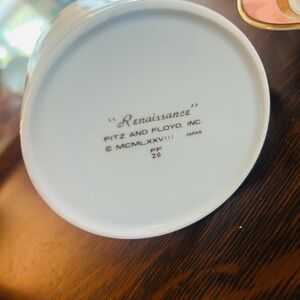 "Renaissance"
FITZ AND FLOYD, INC.
© MCMLXXVIII JAPAN
FF
26